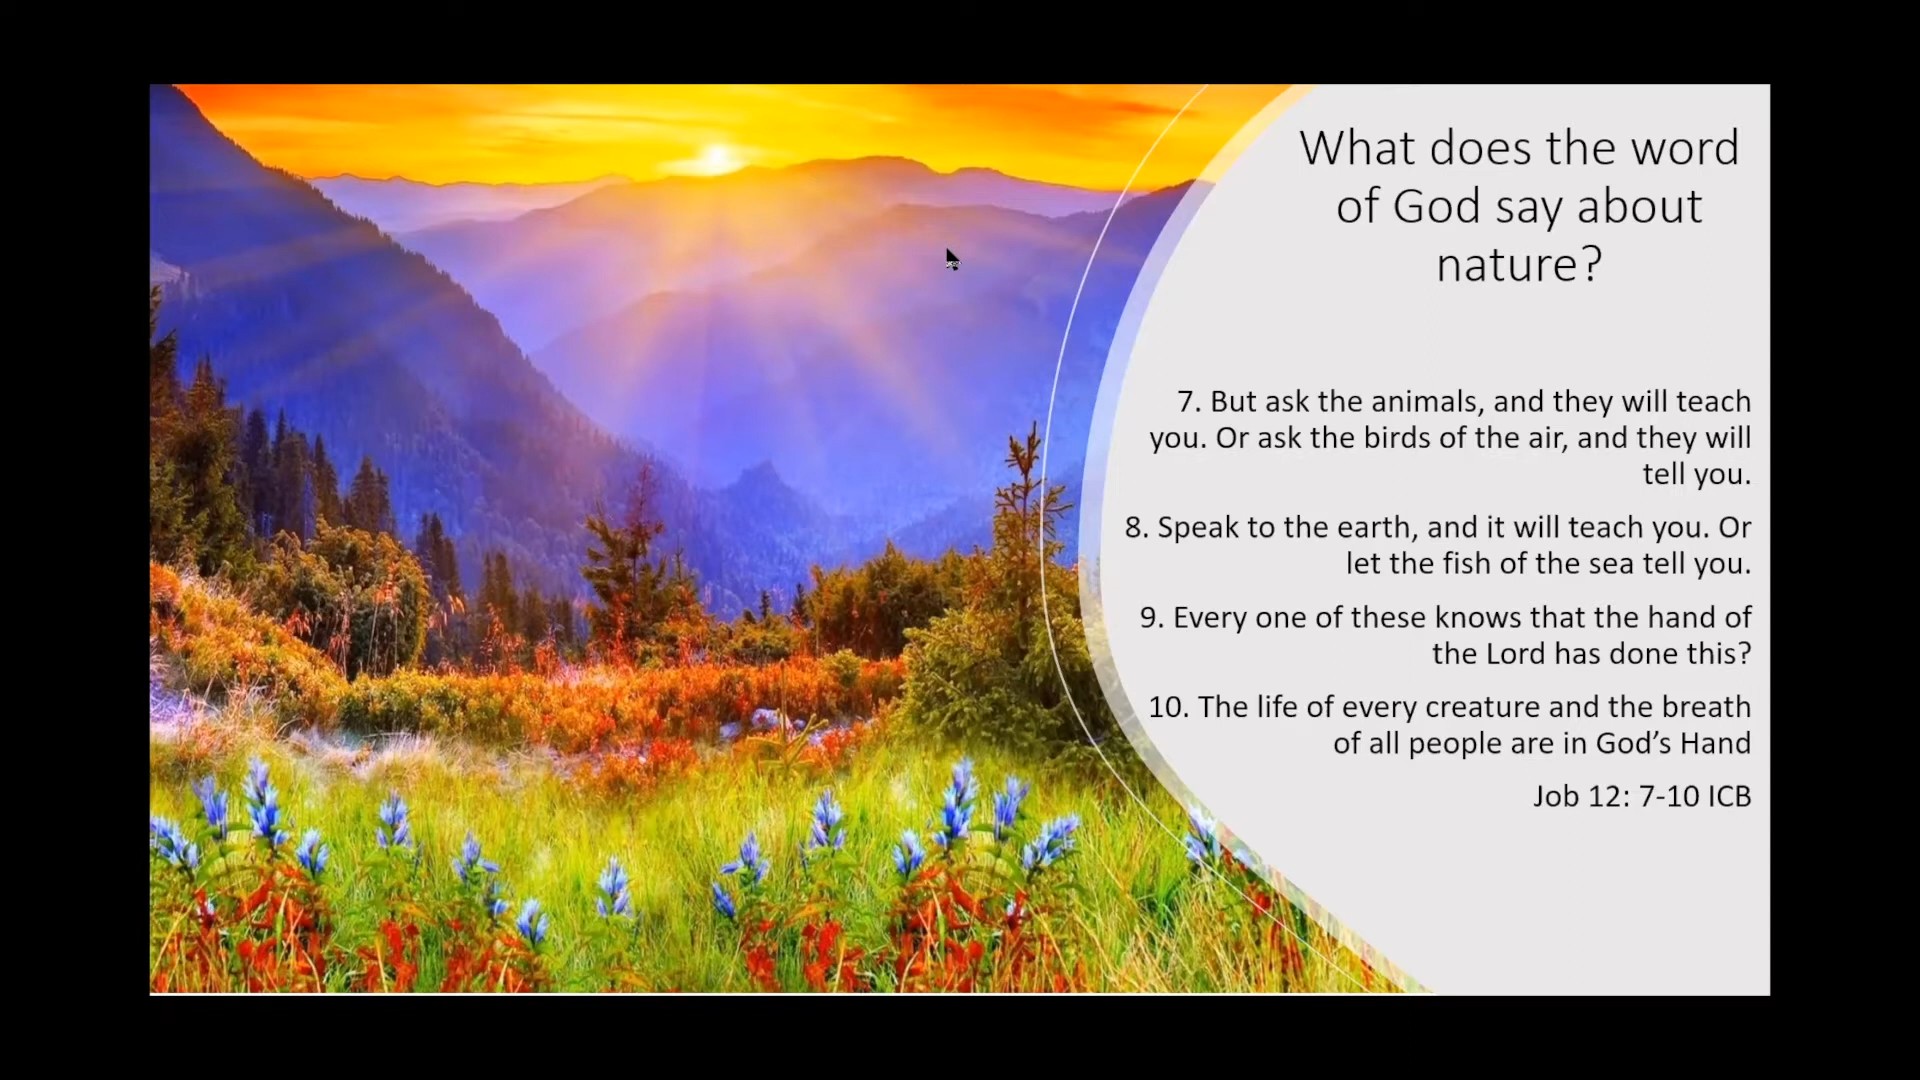 What does the word
of God say about
nature?
7. But ask the animals, and they will teach
you. Or ask the birds of the air, and they will
tell you.
8. Speak to the earth, and it will teach you. Or
let the fish of the sea tell you.
9. Every one of these knows that the hand of
the Lord has done this?
10. The life of every creature and the breath
of all people are in God’s Hand
Job 12: 7-10 ICB